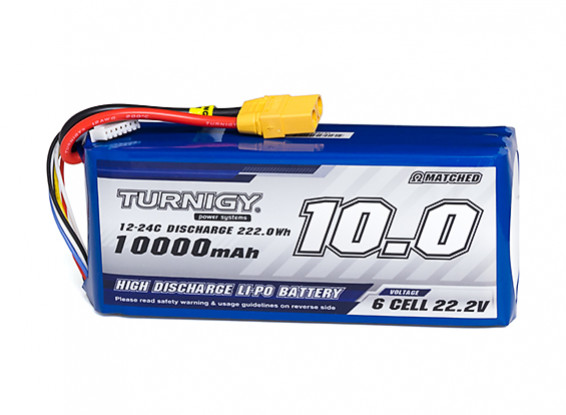 ΩMATCHED
TURNIGY®
power systems
10.0
12-24C DISCHARGE 222.0Wh
10000mAh
HIGH DISCHARGE LI-PO BATTERY
Please read safety warning & usage guidelines on reverse side
VOLTAGE
6 CELL 22.2V